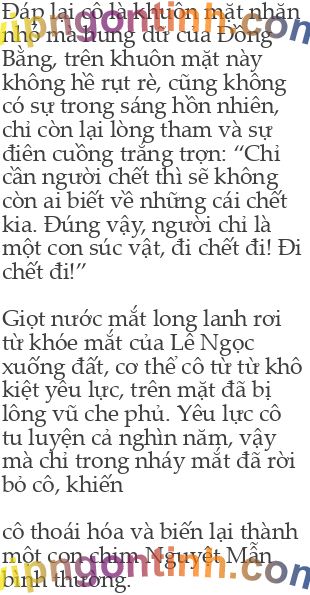 Đáp lại cô là khuôn mặt nhăn
nhó mà hung dữ của Đông
Bằng, trên khuôn mặt này
không hề rụt rè, cũng không
có sự trong sáng hồn nhiên,
chỉ còn lại lòng tham và sự
điên cuồng trắng trợn: “Chỉ
cần người chết thì sẽ không
còn ai biết về những cái chết
kia. Đúng vậy, người chỉ là
một con súc vật, đi chết đi! Đi
chết đi!”
Giọt nước mắt long lanh rơi
từ khóe mắt của Lê Ngọc
xuống đất, cơ thể cô từ từ khô
kiệt yêu lực, trên mặt đã bị
lông vũ che phủ. Yêu lực cô
tu luyện cả nghìn năm, vậy
mà chỉ trong nháy mắt đã rời
bỏ cô, khiến
cô thoái hóa và biến lại thành
một con chim Nguyệt Mẫn
bình thường.
vipngontinh.com